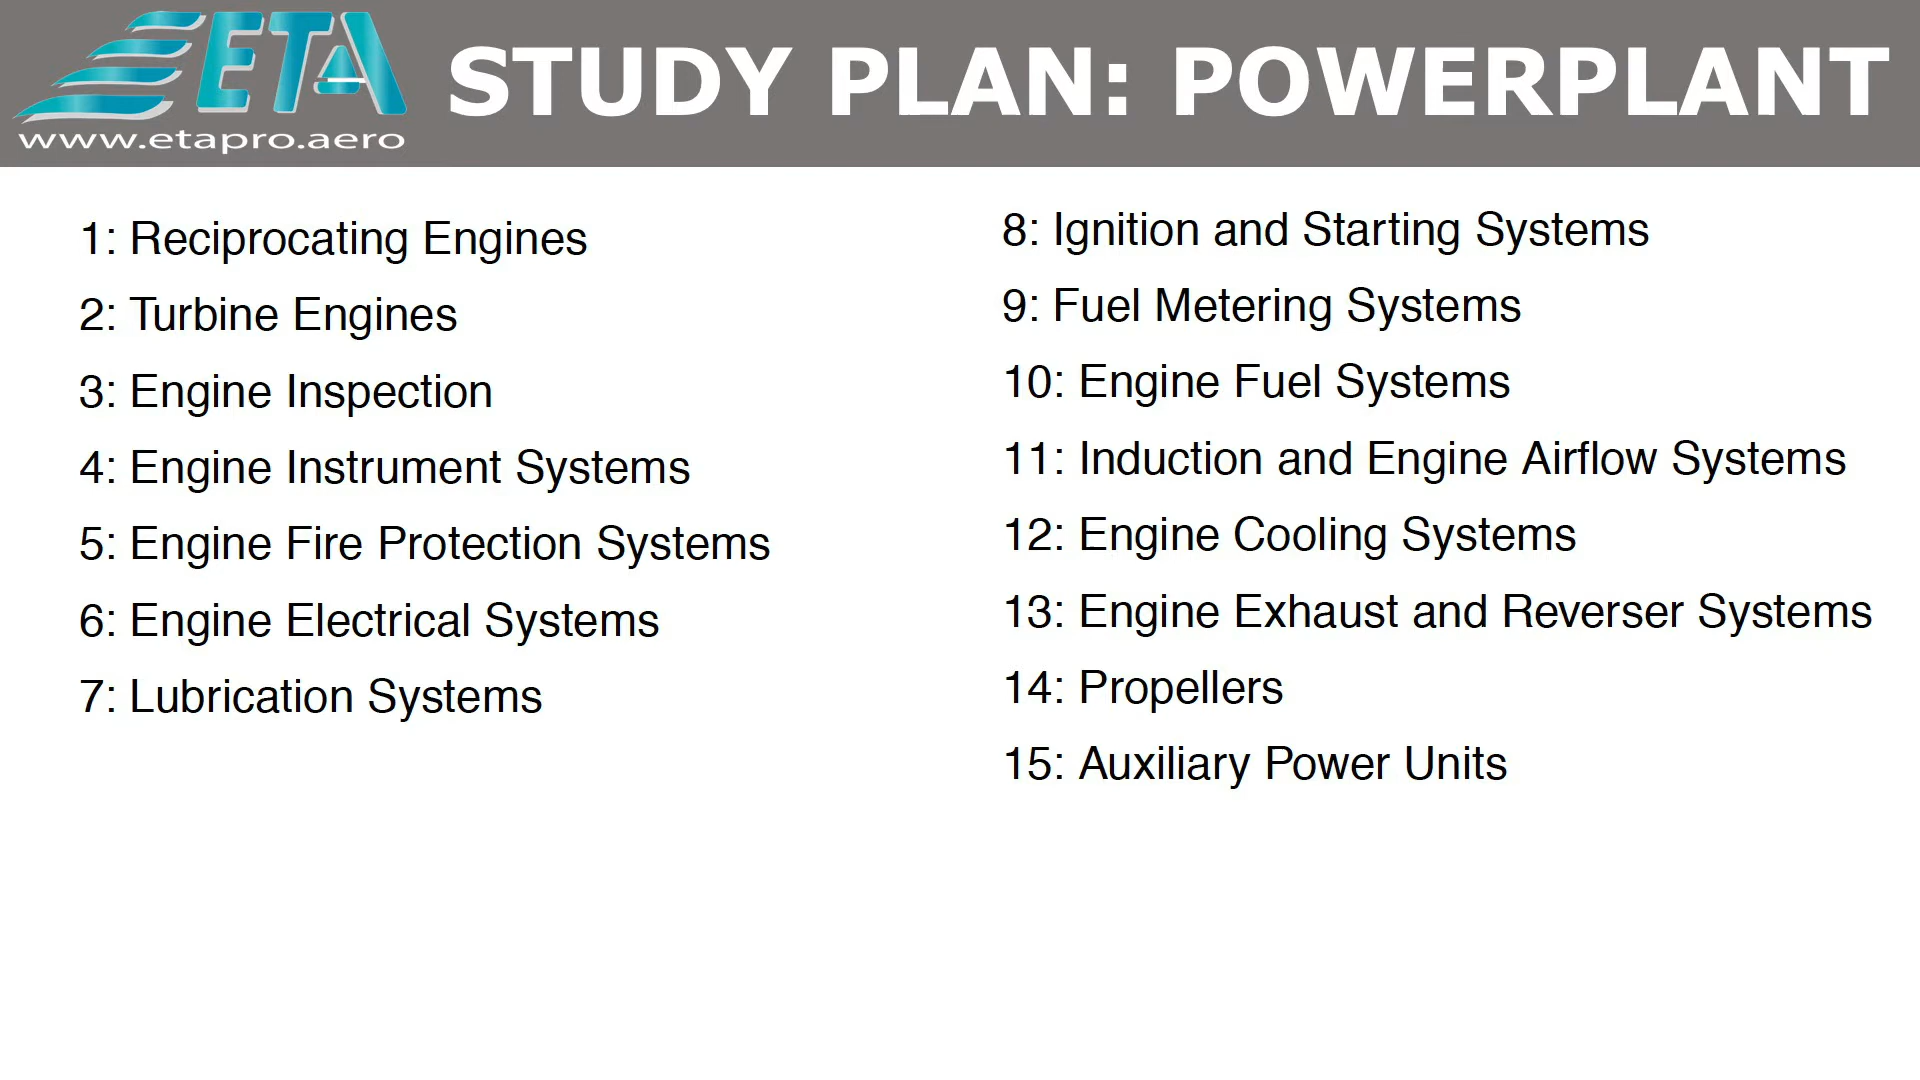 ETA
www.etapro.aero
STUDY PLAN: POWERPLANT
1: Reciprocating Engines
2: Turbine Engines
3: Engine Inspection
4: Engine Instrument Systems
5: Engine Fire Protection Systems
6: Engine Electrical Systems
7: Lubrication Systems
8: Ignition and Starting Systems
9: Fuel Metering Systems
10: Engine Fuel Systems
11: Induction and Engine Airflow Systems
12: Engine Cooling Systems
13: Engine Exhaust and Reverser Systems
14: Propellers
15: Auxiliary Power Units